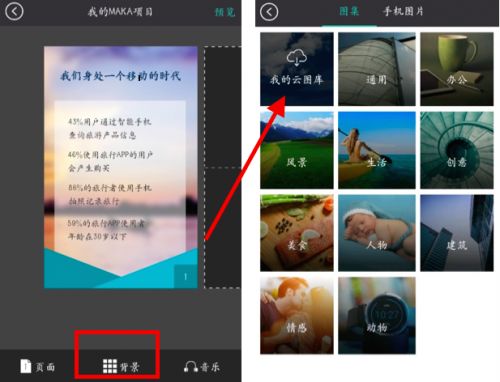 我的MAKA项目
预览
我们身处一个移动的时代
43%用户通过智能手机
查询旅游产品信息
46%使用旅行APP的用户
会产生购买
86%的旅行者使用手机
拍照记录旅行
59%的旅行APP使用者
年龄在30岁以下
1
1 页面
背景
音乐
图集
手机图片
我的云图库
通用
办公
风景
生活
创意
美食
人物
建筑
情感
动物